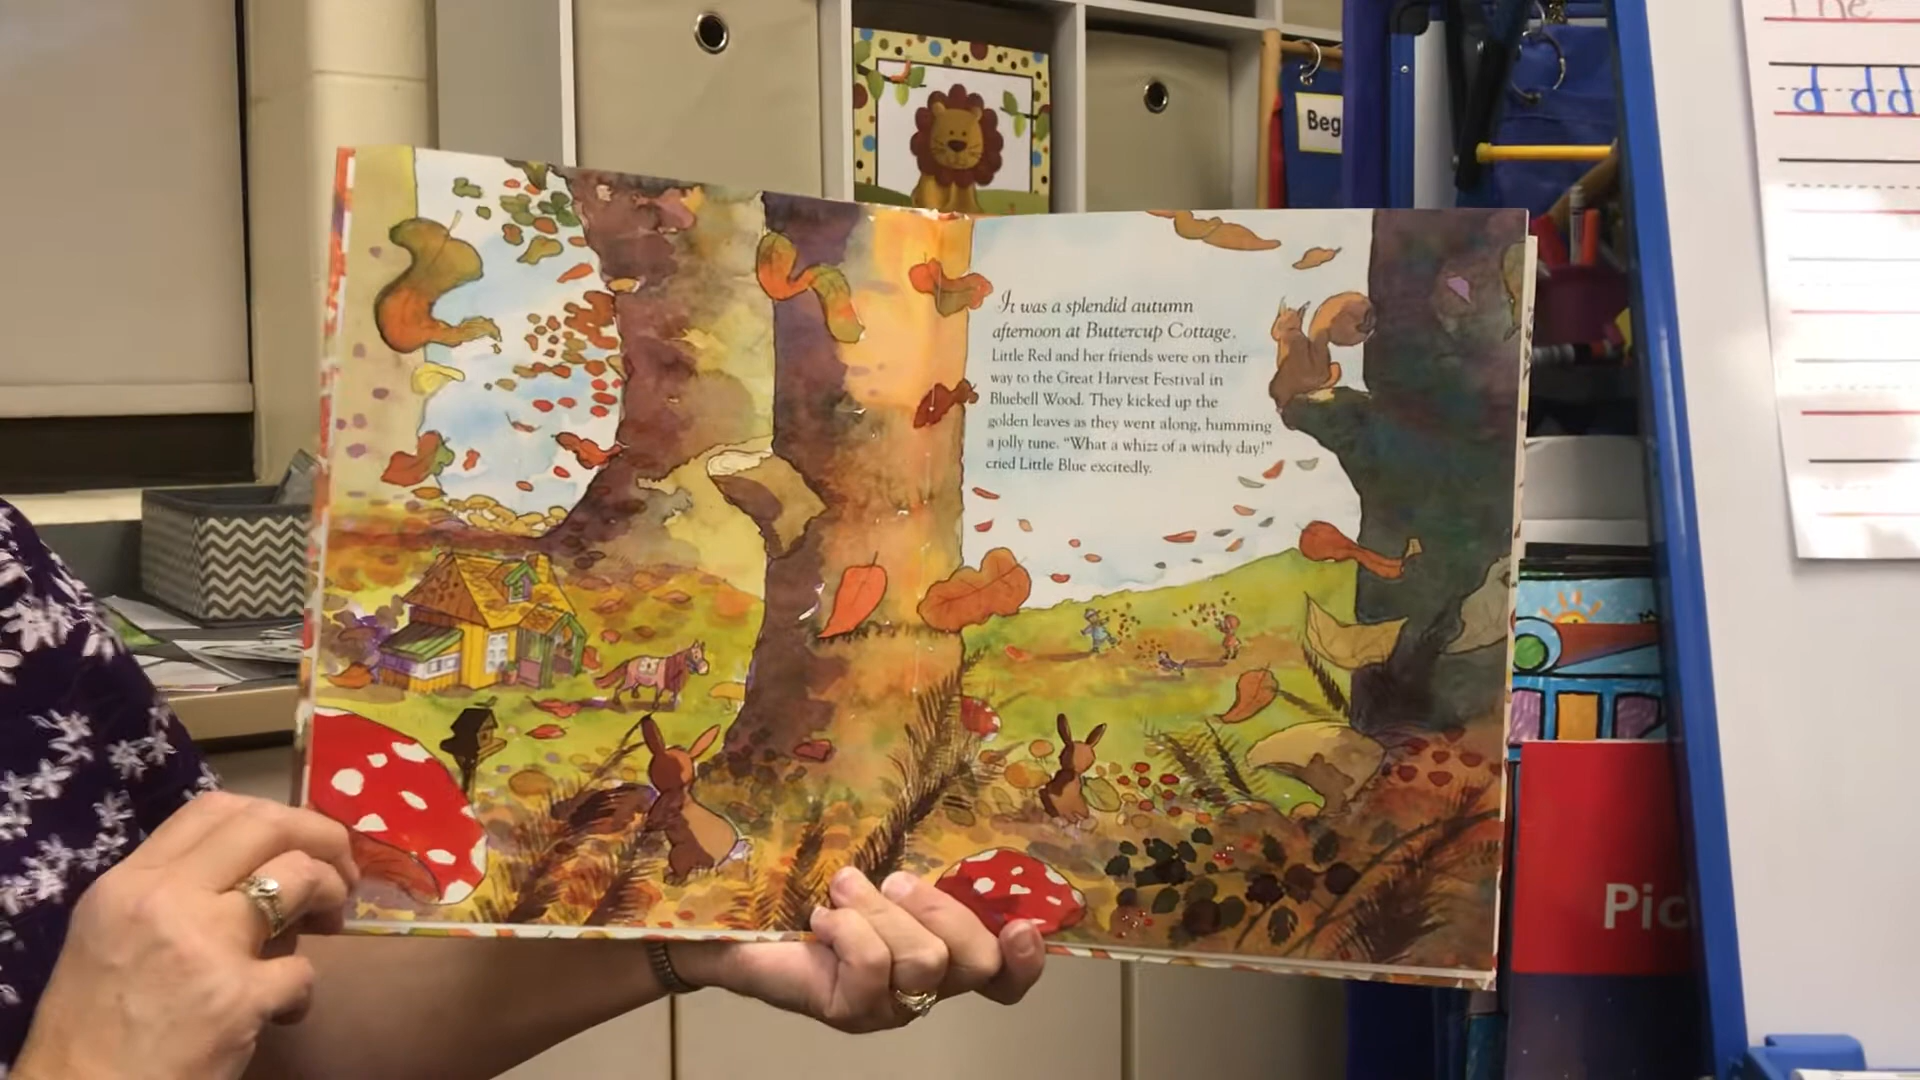 It was a splendid autumn
afternoon at Buttercup Cottage.
Little Red and her friends were on their
way to the Great Harvest Festival in
Bluebell Wood. They kicked up the
golden leaves as they went along, humming
a jolly tune. "What a whizz of a windy day!"
cried Little Blue excitedly.
Beg
The
d dd
Pic